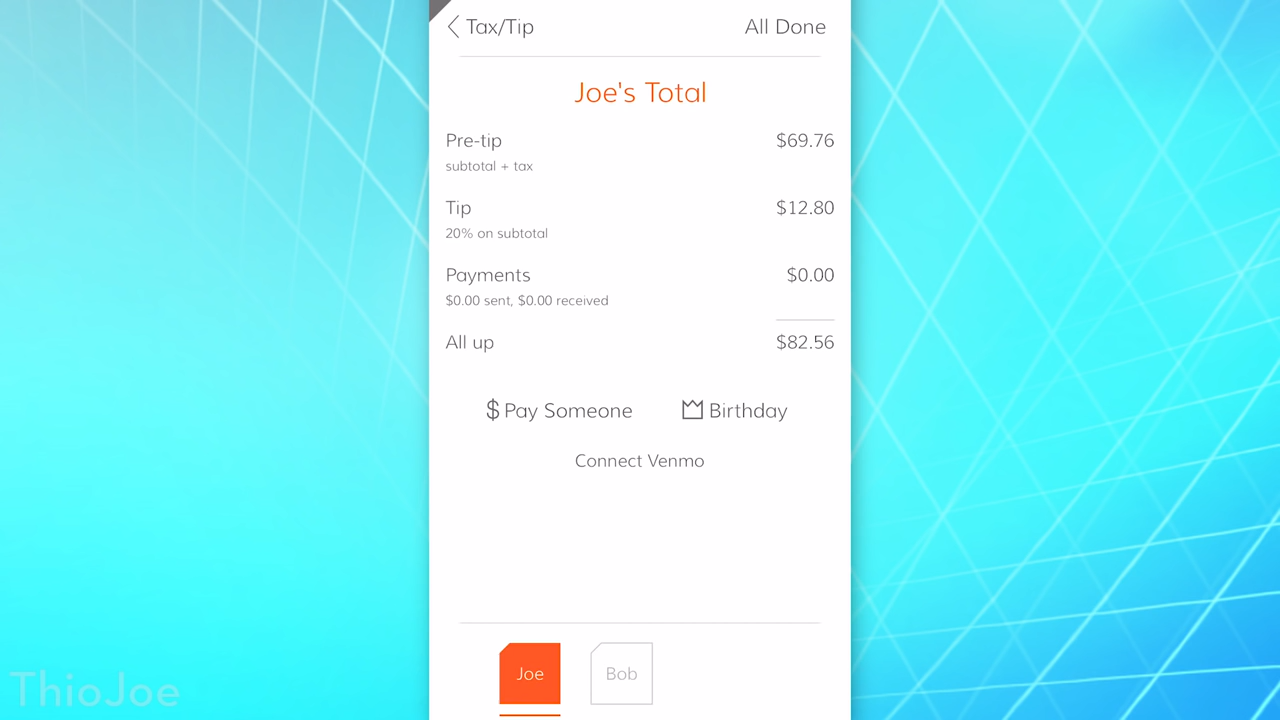 Tax/Tip
All Done
Joe's Total
Pre-tip $69.76
subtotal + tax
Tip $12.80
20% on subtotal
Payments $0.00
$0.00 sent, $0.00 received
All up $82.56
$ Pay Someone
Birthday
Connect Venmo
Joe
Bob
ThioJoe